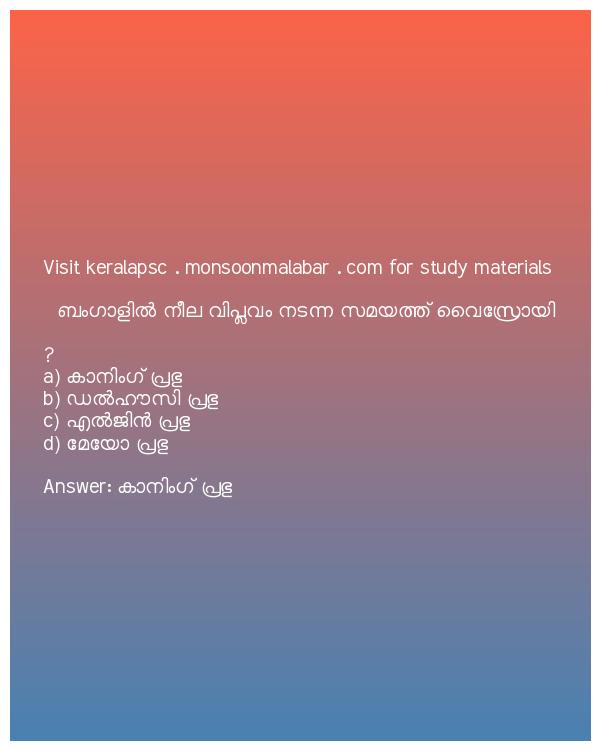 Visit keralapsc . monsoonmalabar . com for study materials
ബംഗാളിൽ നീല വിപ്ലവം നടന്ന സമയത്ത് വൈസ്രോയി
?
a) കാനിംഗ് പ്രഭു
b) ഡൽഹൗസി പ്രഭു
c) എൽജിൻ പ്രഭു
d) മേയോ പ്രഭു
Answer: കാനിംഗ് പ്രഭു